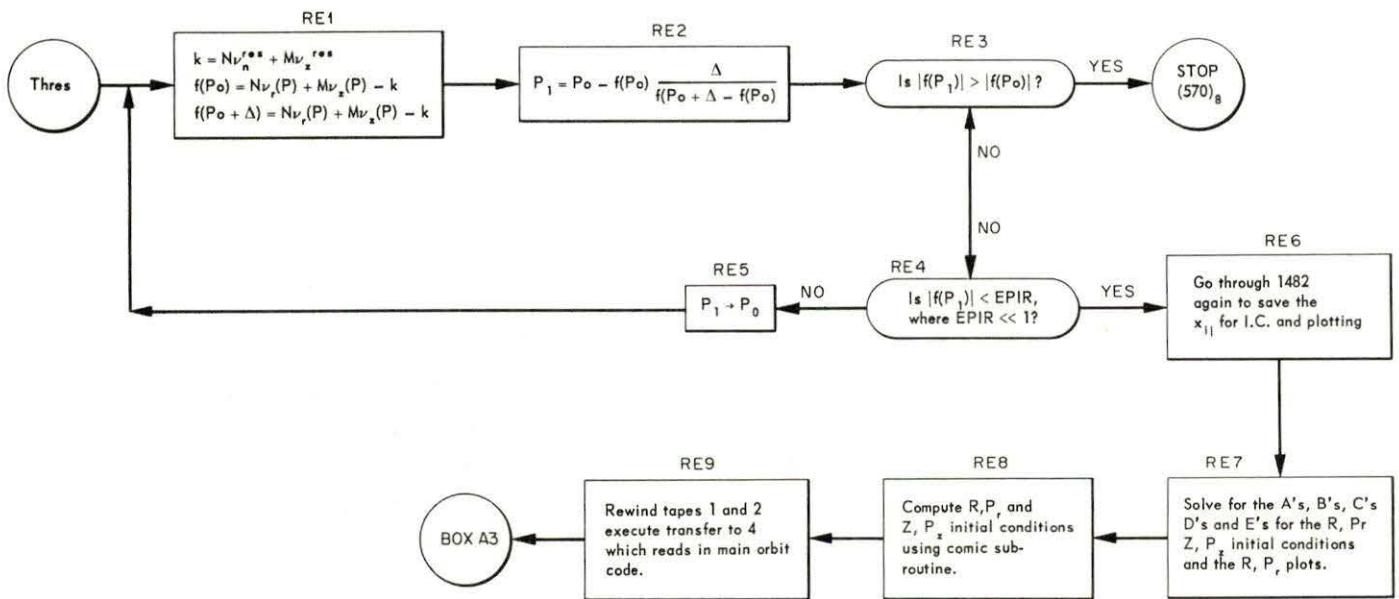 Thres
RE1
k = Nν_n^res + Mν_z^res
f(Po) = Nν_r(P) + Mν_z(P) – k
f(Po + Δ) = Nν_r(P) + Mν_z(P) – k
RE2
P_1 = Po – f(Po) Δ / f(Po + Δ – f(Po)
RE3
Is |f(P_1)| > |f(Po)| ?
YES
STOP
(570)_8
NO
NO
RE4
Is |f(P_1)| < EPIR,
where EPIR << 1?
NO
RE5
P_1 → P_0
YES
RE6
Go through 1482
again to save the
x_|| for I.C. and plotting
RE7
Solve for the A's, B's, C's
D's and E's for the R, Pr
Z, P_z initial conditions
and the R, P_r plots.
RE8
Compute R,P_r and
Z, P_z initial conditions
using comic sub-
routine.
RE9
Rewind tapes 1 and 2
execute transfer to 4
which reads in main orbit
code.
BOX A3